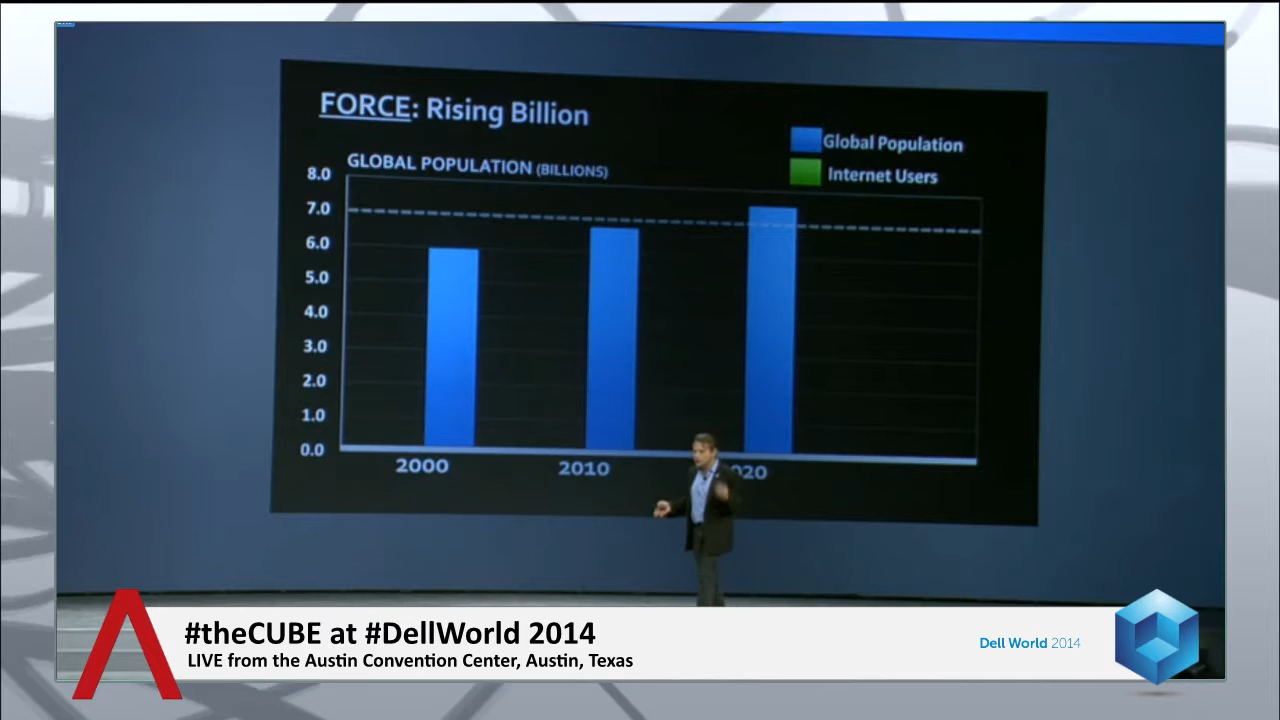 FORCE: Rising Billion
Global Population
Internet Users
GLOBAL POPULATION (BILLIONS)
8.0
7.0
6.0
5.0
4.0
3.0
2.0
1.0
0.0
2000
2010
020
#theCUBE at #DellWorld 2014
LIVE from the Austin Convention Center, Austin, Texas
Dell World 2014